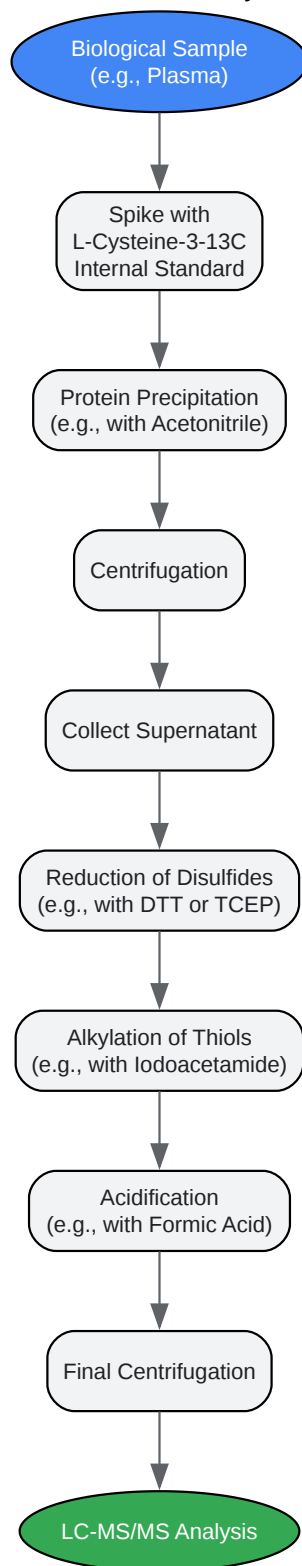 Biological Sample
(e.g., Plasma)
Spike with
L-Cysteine-3-13C
Internal Standard
Protein Precipitation
(e.g., with Acetonitrile)
Centrifugation
Collect Supernatant
Reduction of Disulfides
(e.g., with DTT or TCEP)
Alkylation of Thiols
(e.g., with Iodoacetamide)
Acidification
(e.g., with Formic Acid)
Final Centrifugation
LC-MS/MS Analysis